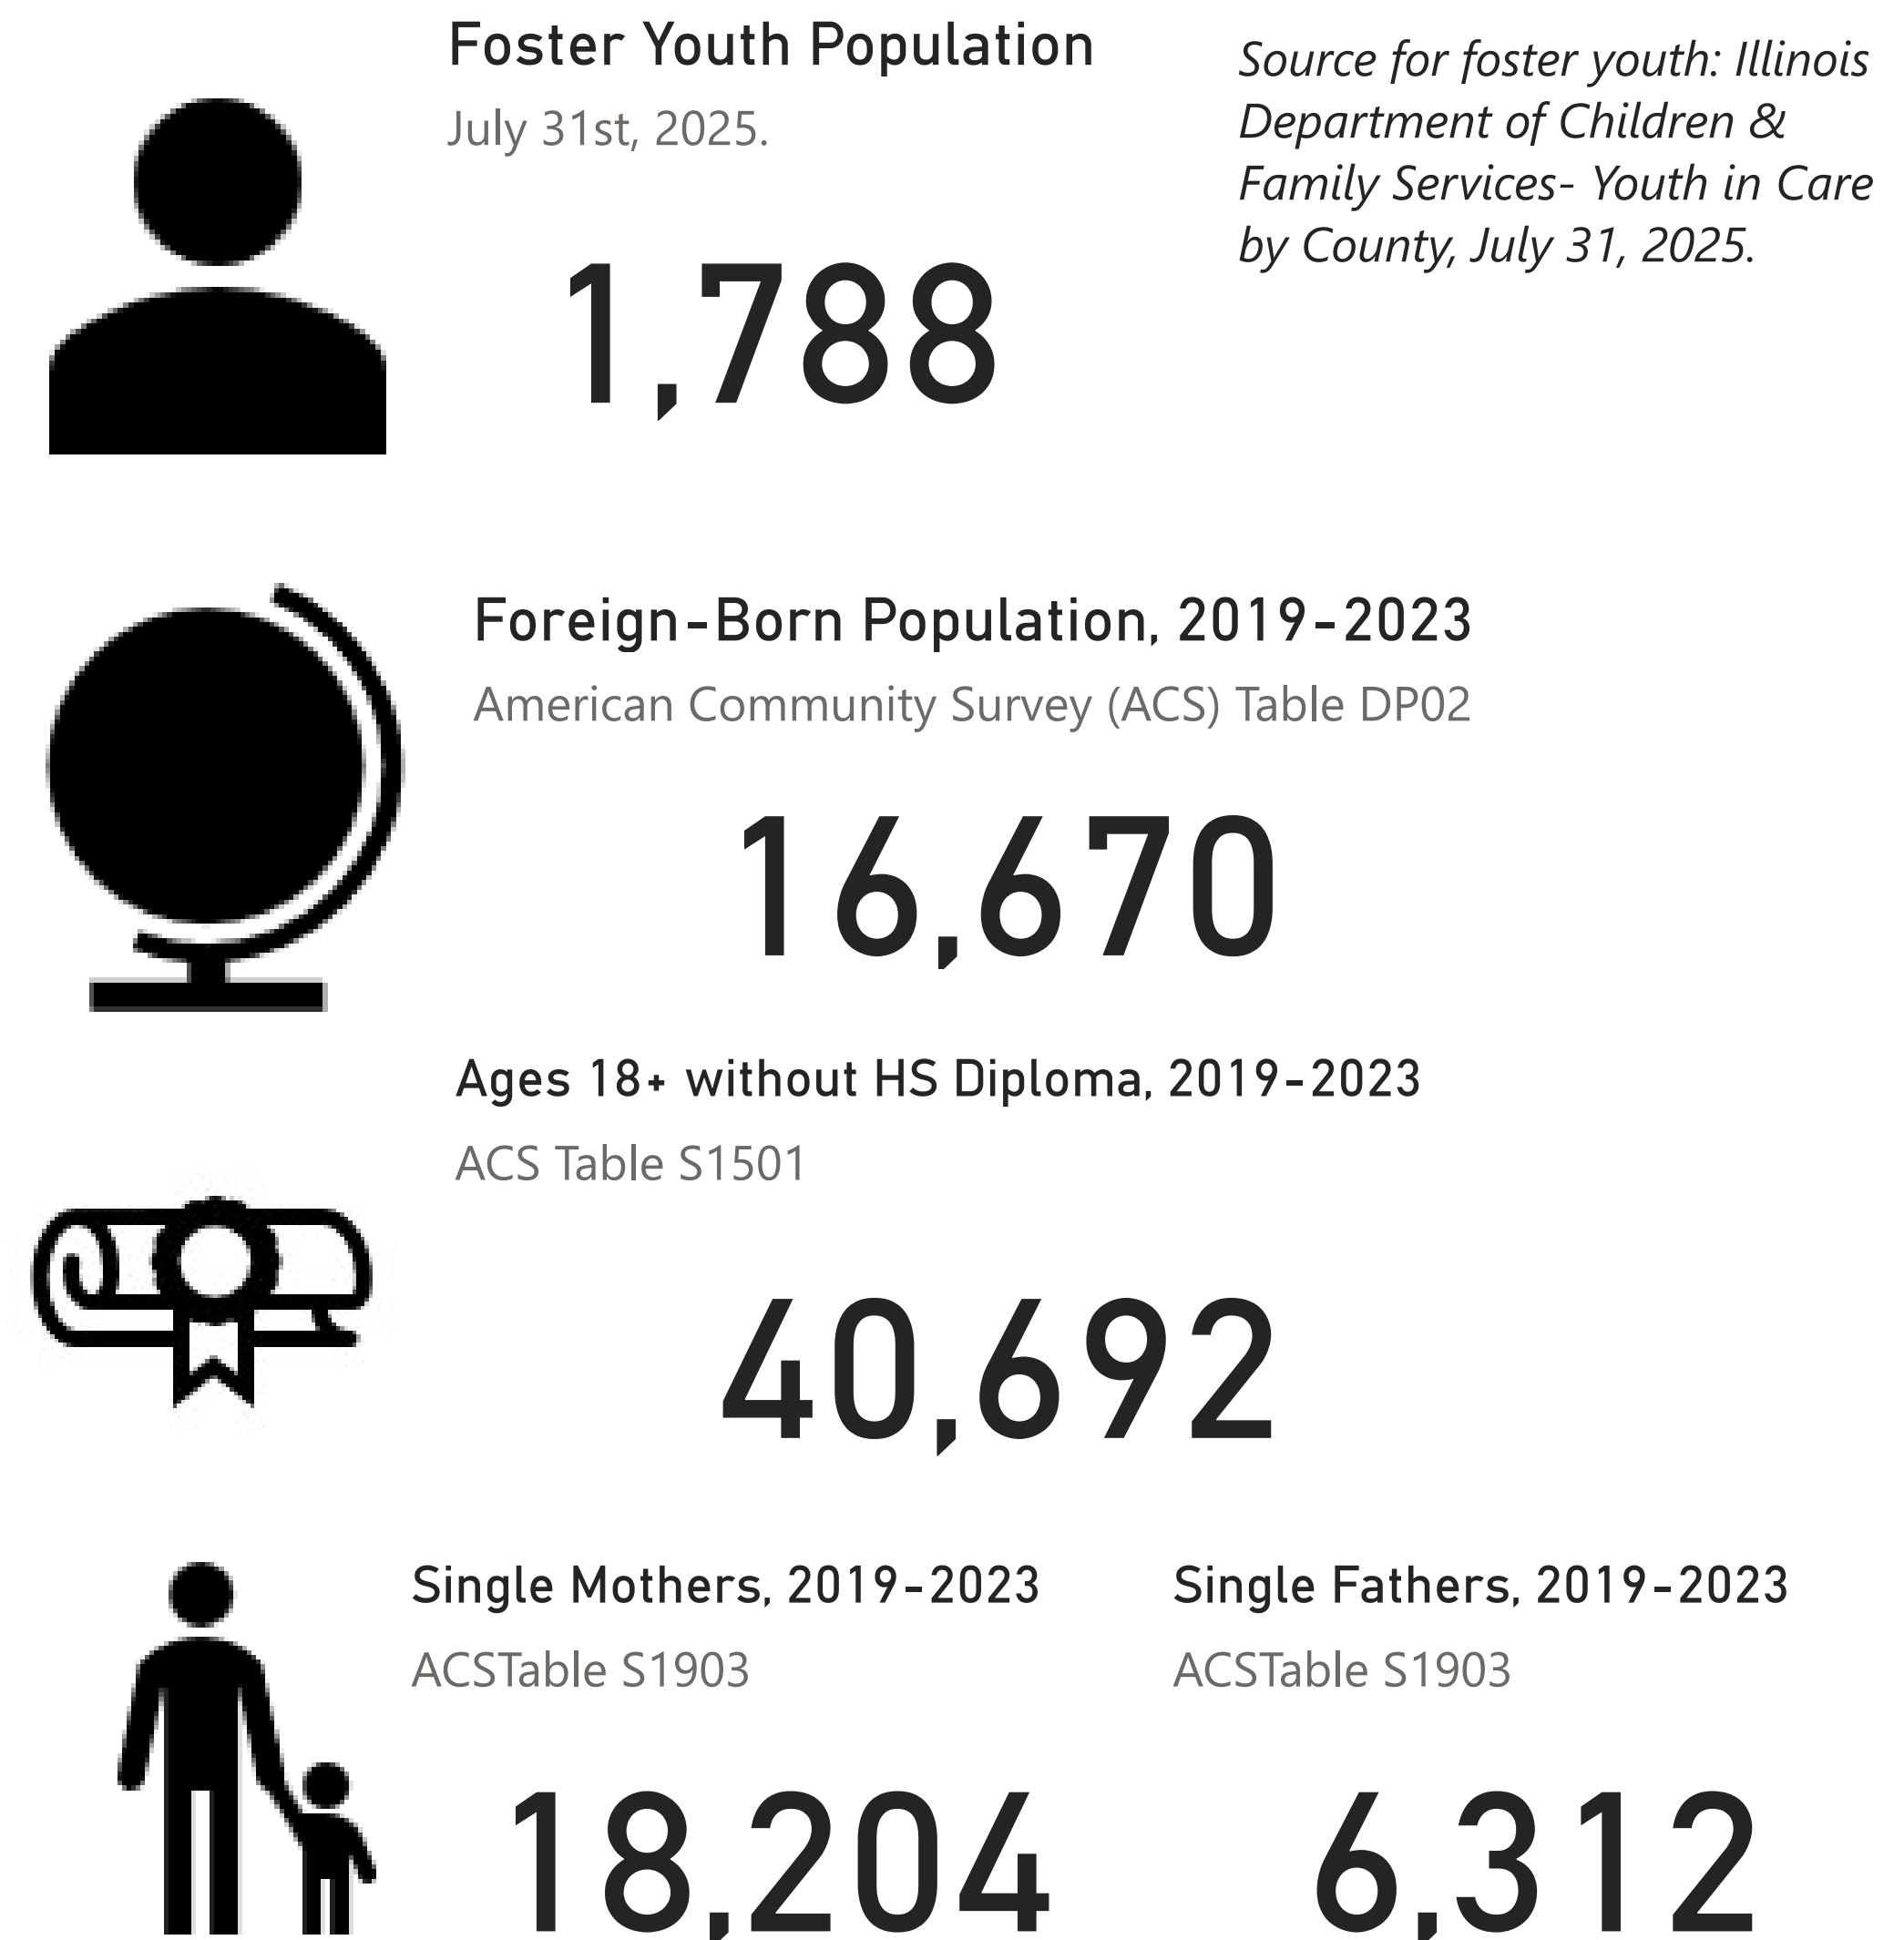 Foster Youth Population
July 31st, 2025.
1,788
Source for foster youth: Illinois
Department of Children &
Family Services- Youth in Care
by County, July 31, 2025.
Foreign-Born Population, 2019-2023
American Community Survey (ACS) Table DP02
16,670
Ages 18+ without HS Diploma, 2019-2023
ACS Table S1501
40,692
Single Mothers, 2019-2023
ACSTable S1903
18,204
Single Fathers, 2019-2023
ACSTable S1903
6,312